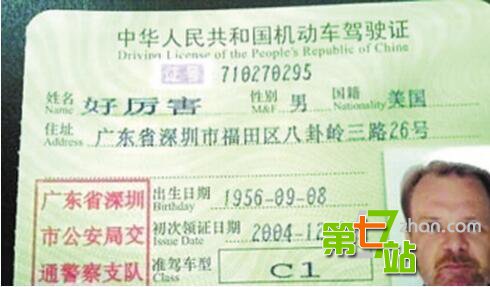 中华人民共和国机动车驾驶证
Driving License of the People's Republic of China
证号 710270295
姓名 Name 好厉害 性别 M&F 男 国籍 Nationality 美国
住址 Address 广东省深圳市福田区八卦岭三路26号
广东省深圳
市公安局交
通警察支队
出生日期 Birthday 1956-09-08
初次领证日期 Issue Date 2004-12
准驾车型 Class C1
第七站
7zhan.com